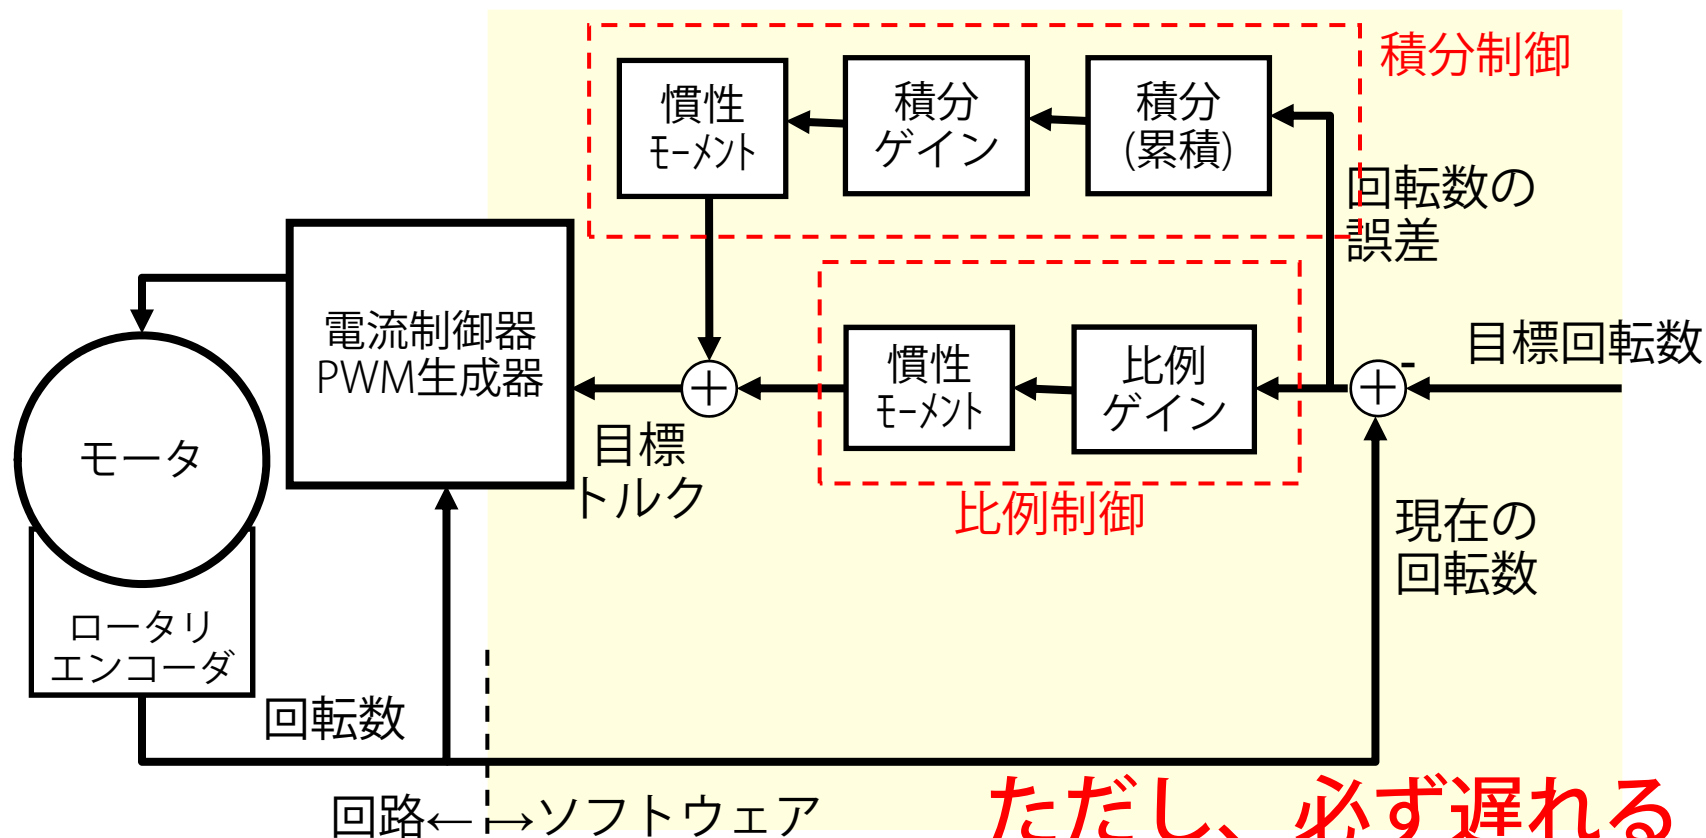 積分制御
慣性
モーメント
積分
ゲイン
積分
(累積)
回転数の
誤差
電流制御器
PWM生成器
慣性
モーメント
比例
ゲイン
-
目標回転数
目標
トルク
比例制御
モータ
現在の
回転数
ロータリ
エンコーダ
回転数
回路← →ソフトウェア
ただし、必ず遅れる